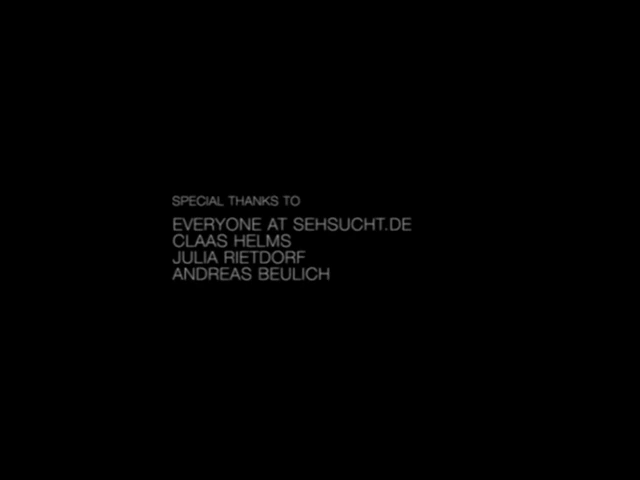 SPECIAL THANKS TO
EVERYONE AT SEHSUCHT.DE
CLAAS HELMS
JULIA RIETDORF
ANDREAS BEULICH